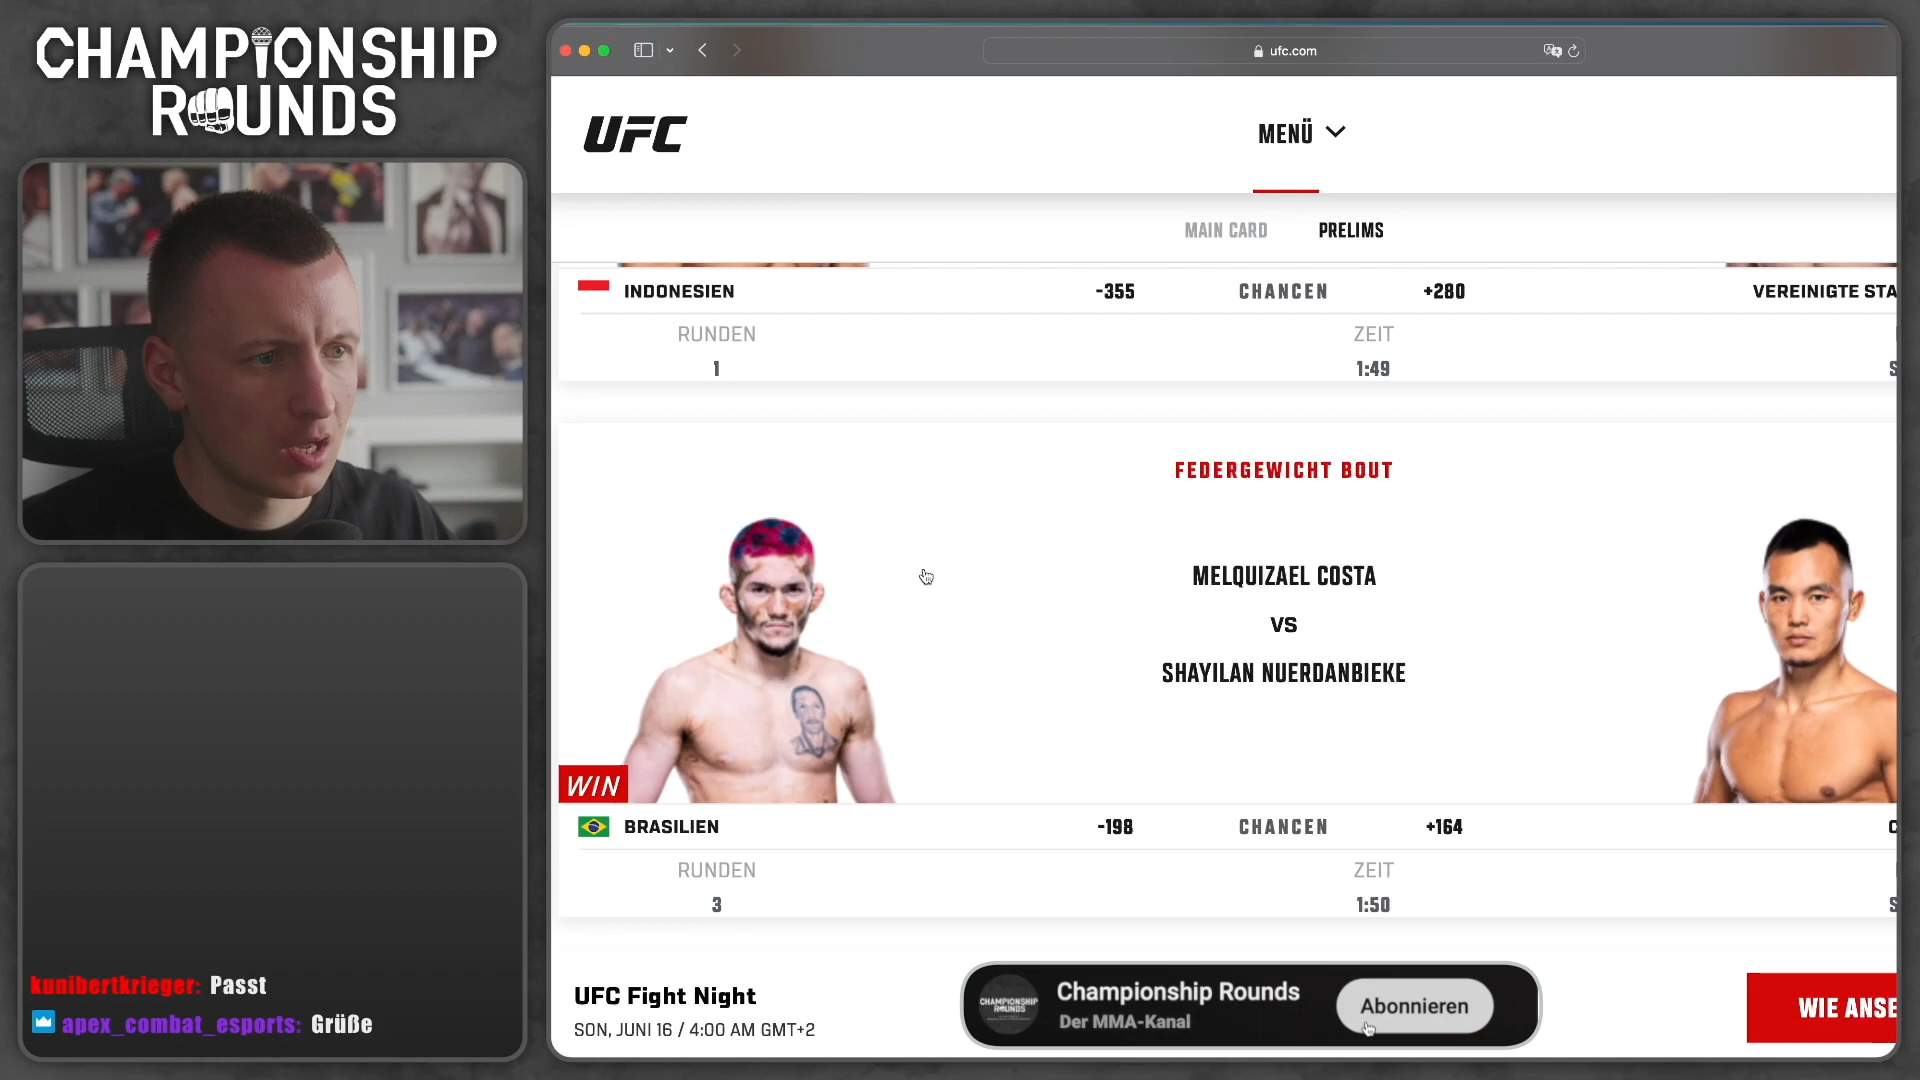 CHAMPIONSHIP
ROUNDS
ufc.com
UFC
MENÜ
MAIN CARD
PRELIMS
INDONESIEN
-355
CHANCEN
+280
VEREINIGTE STA
RUNDEN
ZEIT
1
1:49
FEDERGEWICHT BOUT
MELQUIZAEL COSTA
VS
SHAYILAN NUERDANBIEKE
WIN
BRASILIEN
-198
CHANCEN
+164
RUNDEN
ZEIT
3
1:50
UFC Fight Night
SON, JUNI 16 / 4:00 AM GMT+2
CHAMPIONSHIP
ROUNDS
Championship Rounds
Der MMA-Kanal
Abonnieren
WIE ANSE
kunibertkrieger: Passt
apex_combat_esports: Grüße